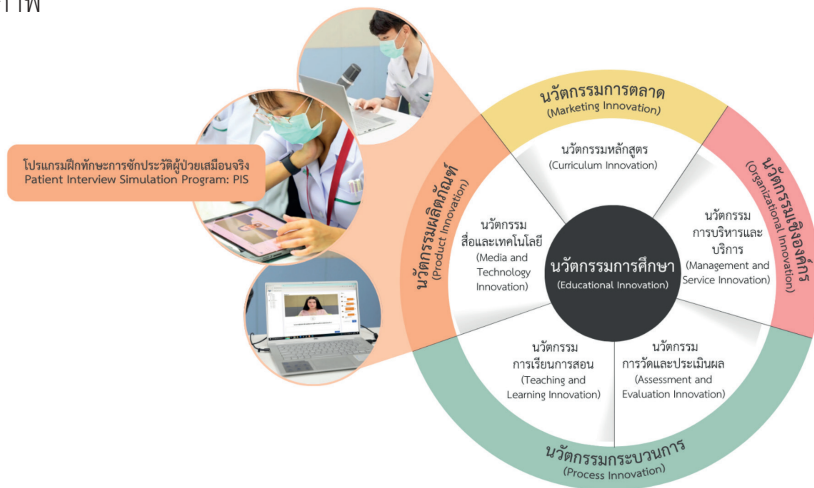 าพ
โปรแกรมฝึกทักษะการซักประวัติผู้ป่วยเสมือนจริง
Patient Interview Simulation Program: PIS
นวัตกรรมการตลาด
(Marketing Innovation)
นวัตกรรมหลักสูตร
(Curriculum Innovation)
นวัตกรรมเชิงองค์กร
(Organizational Innovation)
นวัตกรรม
การบริหารและ
บริการ
(Management and
Service Innovation)
นวัตกรรมผลิตภัณฑ์
(Product Innovation)
นวัตกรรม
สื่อและเทคโนโลยี
(Media and
Technology
Innovation)
นวัตกรรมการศึกษา
(Educational Innovation)
นวัตกรรม
การเรียนการสอน
(Teaching and
Learning Innovation)
นวัตกรรม
การวัดและประเมินผล
(Assessment and
Evaluation Innovation)
นวัตกรรมกระบวนการ
(Process Innovation)